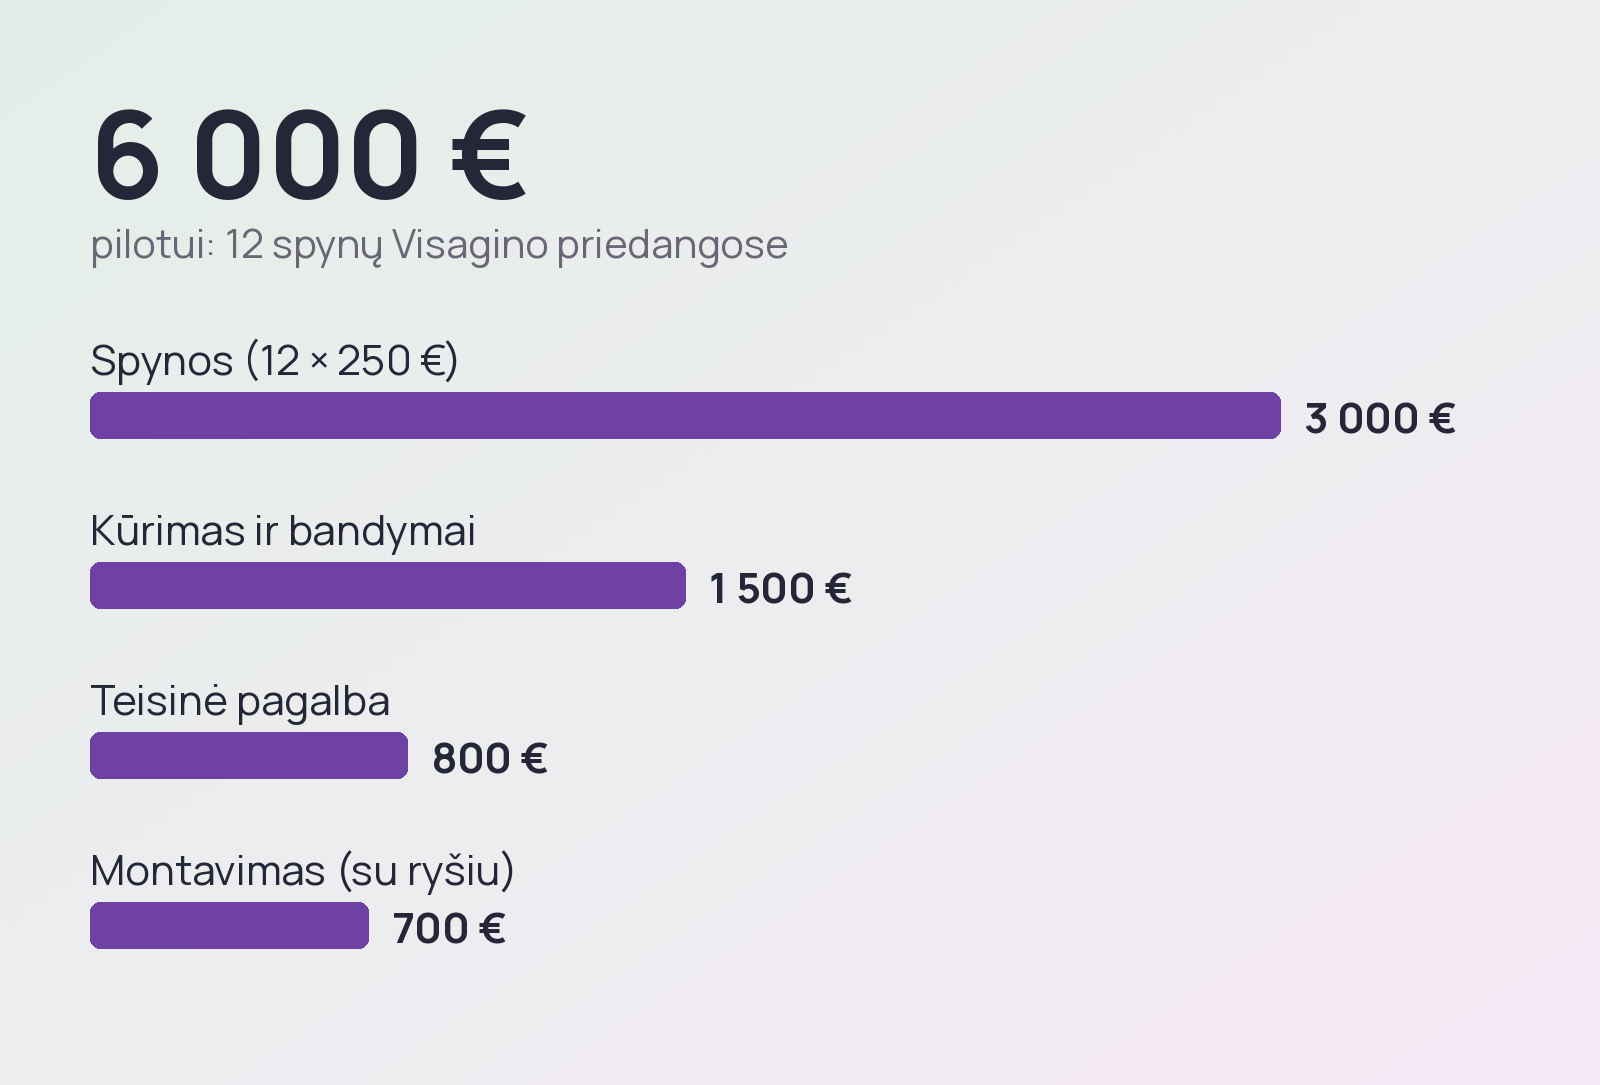 6 000 €
pilotui: 12 spynų Visagino priedangose
Spynos (12 × 250 €)
3 000 €
Kūrimas ir bandymai
1 500 €
Teisinė pagalba
800 €
Montavimas (su ryšiu)
700 €